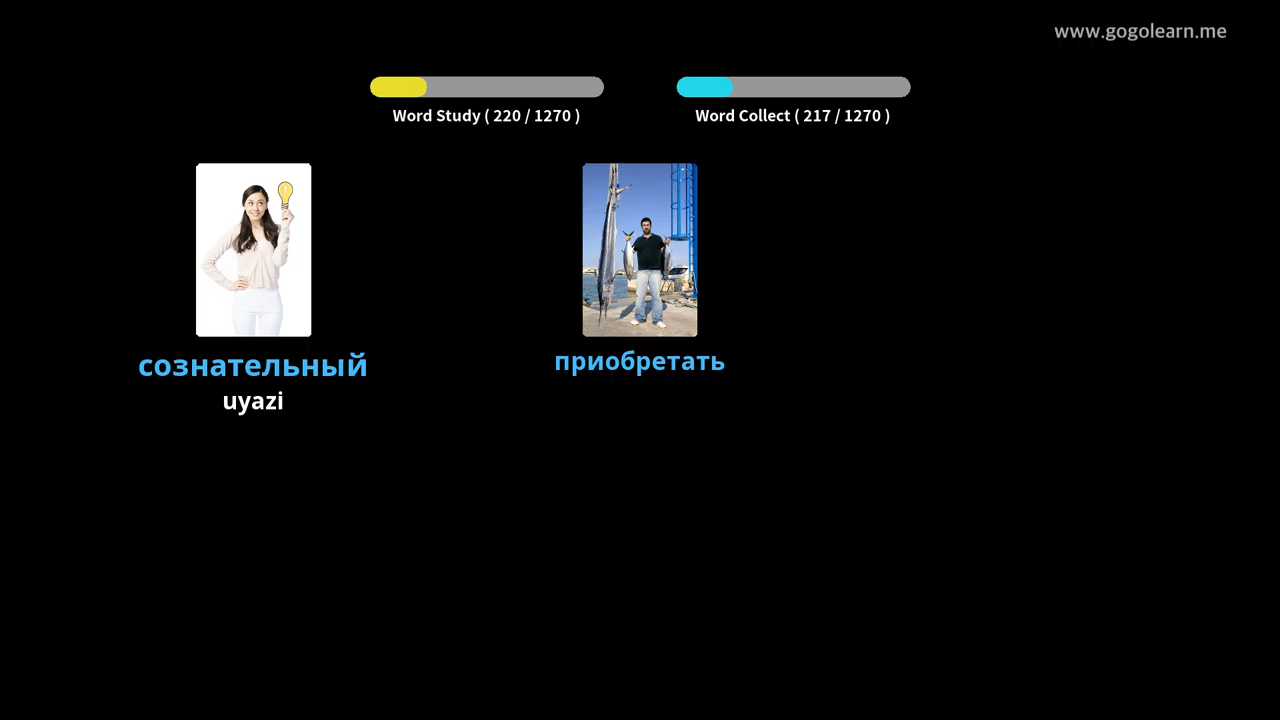 www.gogolearn.me
Word Study ( 220 / 1270 )
Word Collect ( 217 / 1270 )
сознательный
uyazi
приобретать